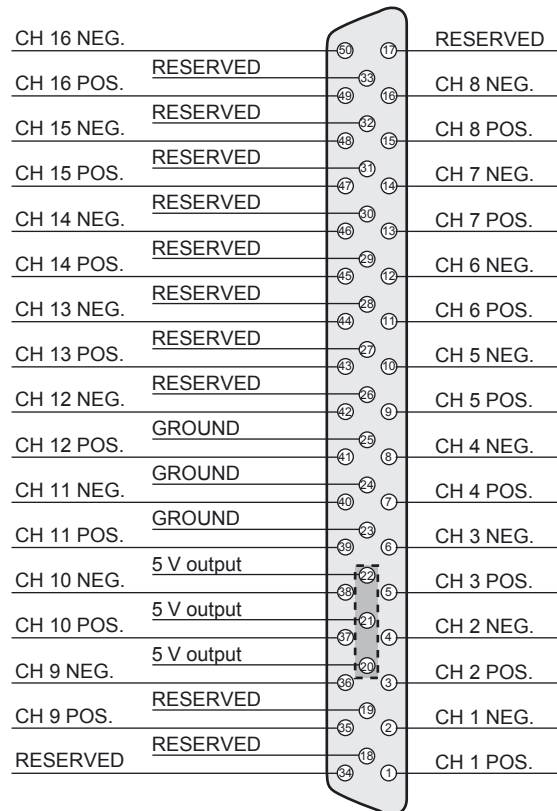 CH 16 NEG. 50 17 RESERVED
RESERVED 33
CH 16 POS. 49 16 CH 8 NEG.
RESERVED 32
CH 15 NEG. 48 15 CH 8 POS.
RESERVED 31
CH 15 POS. 47 14 CH 7 NEG.
RESERVED 30
CH 14 NEG. 46 13 CH 7 POS.
RESERVED 29
CH 14 POS. 45 12 CH 6 NEG.
RESERVED 28
CH 13 NEG. 44 11 CH 6 POS.
RESERVED 27
CH 13 POS. 43 10 CH 5 NEG.
RESERVED 26
CH 12 NEG. 42 9 CH 5 POS.
GROUND 25
CH 12 POS. 41 8 CH 4 NEG.
GROUND 24
CH 11 NEG. 40 7 CH 4 POS.
GROUND 23
CH 11 POS. 39 6 CH 3 NEG.
5 V output 22
CH 10 NEG. 38 5 CH 3 POS.
5 V output 21
CH 10 POS. 37 4 CH 2 NEG.
5 V output 20
CH 9 NEG. 36 3 CH 2 POS.
RESERVED 19
CH 9 POS. 35 2 CH 1 NEG.
RESERVED 18
RESERVED 34 1 CH 1 POS.